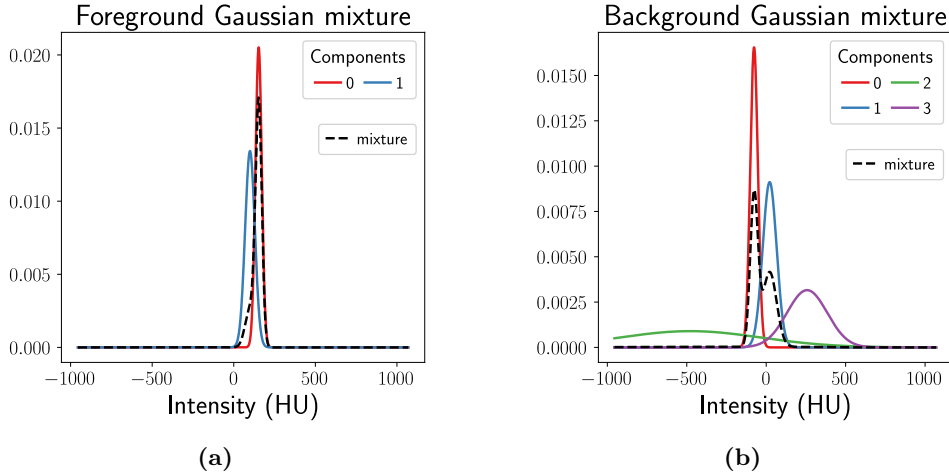 Foreground Gaussian mixture
Components
0 1
mixture
0.020
0.015
0.010
0.005
0.000
−1000 −500 0 500 1000
Intensity (HU)
(a)
Background Gaussian mixture
Components
0 2
1 3
mixture
0.0150
0.0125
0.0100
0.0075
0.0050
0.0025
0.0000
−1000 −500 0 500 1000
Intensity (HU)
(b)